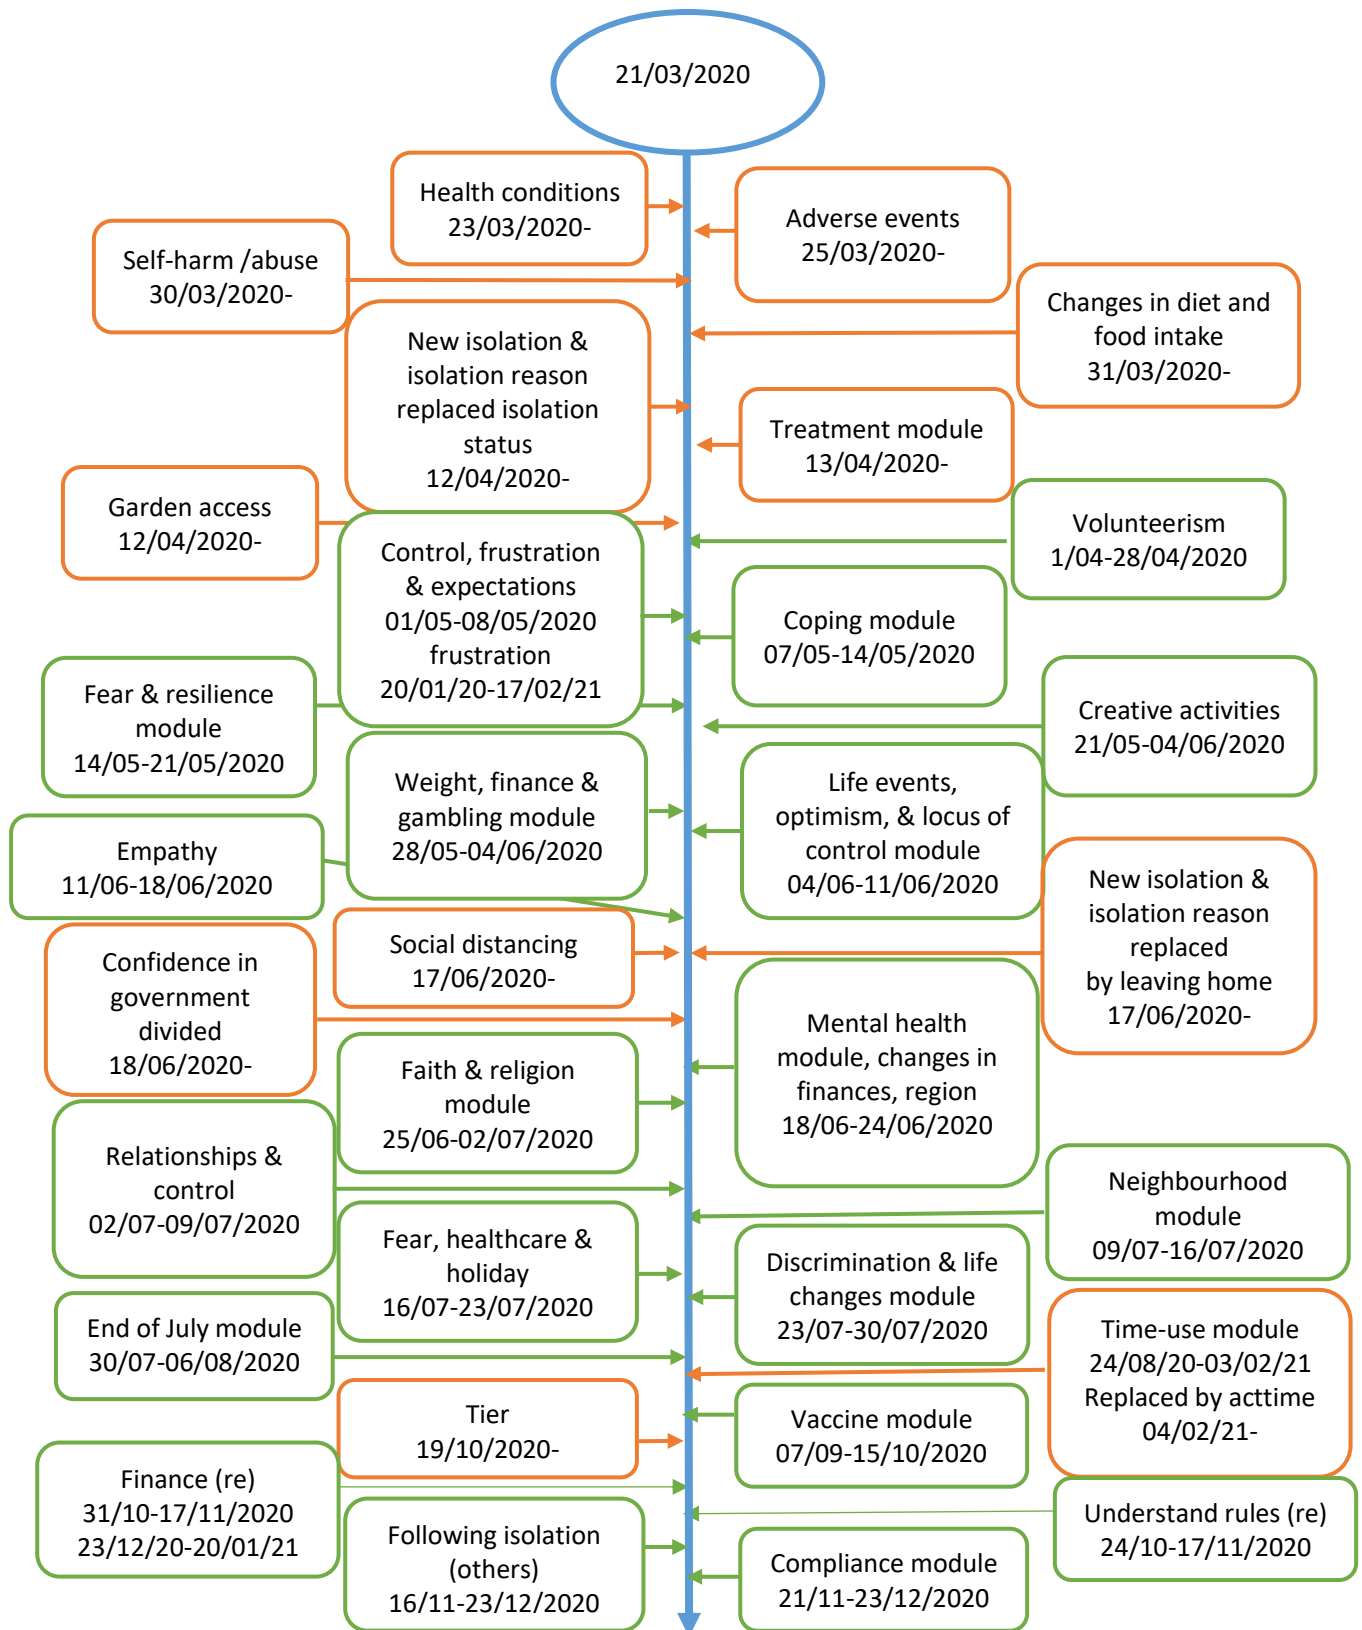 21/03/2020
Health conditions
23/03/2020-
Adverse events
25/03/2020-
Self-harm /abuse
30/03/2020-
Changes in diet and
food intake
31/03/2020-
New isolation &
isolation reason
replaced isolation
status
12/04/2020-
Treatment module
13/04/2020-
Garden access
12/04/2020-
Volunteerism
1/04-28/04/2020
Control, frustration
& expectations
01/05-08/05/2020
frustration
20/01/20-17/02/21
Coping module
07/05-14/05/2020
Fear & resilience
module
14/05-21/05/2020
Creative activities
21/05-04/06/2020
Weight, finance &
gambling module
28/05-04/06/2020
Life events,
optimism, & locus of
control module
04/06-11/06/2020
Empathy
11/06-18/06/2020
New isolation &
isolation reason
replaced
by leaving home
17/06/2020-
Social distancing
17/06/2020-
Confidence in
government
divided
18/06/2020-
Mental health
module, changes in
finances, region
18/06-24/06/2020
Faith & religion
module
25/06-02/07/2020
Relationships &
control
02/07-09/07/2020
Neighbourhood
module
09/07-16/07/2020
Fear, healthcare &
holiday
16/07-23/07/2020
Discrimination & life
changes module
23/07-30/07/2020
End of July module
30/07-06/08/2020
Time-use module
24/08/20-03/02/21
Replaced by acttime
04/02/21-
Tier
19/10/2020-
Vaccine module
07/09-15/10/2020
Finance (re)
31/10-17/11/2020
23/12/20-20/01/21
Understand rules (re)
24/10-17/11/2020
Following isolation
(others)
16/11-23/12/2020
Compliance module
21/11-23/12/2020